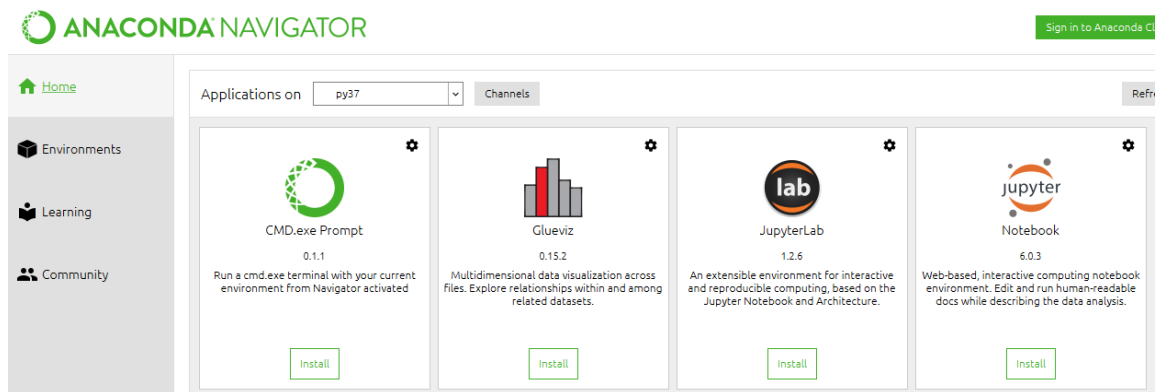 ANACONDA NAVIGATOR
Sign in to Anaconda Cl
Home
Environments
Learning
Community
Applications on py37 Channels
Refre
CMD.exe Prompt
0.1.1
Run a cmd.exe terminal with your current
environment from Navigator activated
Install
Glueviz
0.15.2
Multidimensional data visualization across
files. Explore relationships within and among
related datasets.
Install
lab
JupyterLab
1.2.6
An extensible environment for interactive
and reproducible computing, based on the
Jupyter Notebook and Architecture.
Install
jupyter
Notebook
6.0.3
Web-based, interactive computing notebook
environment. Edit and run human-readable
docs while describing the data analysis.
Install